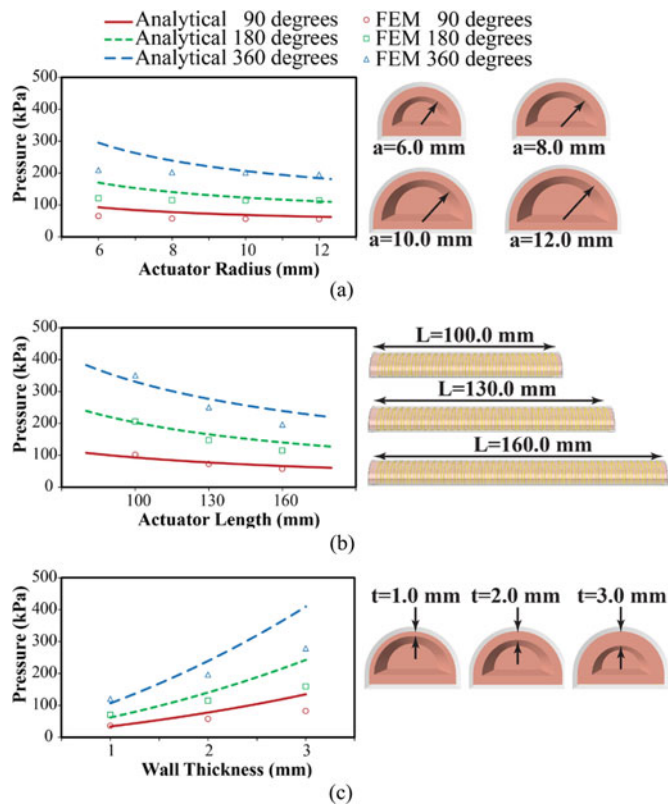 Analytical 90 degrees
FEM 90 degrees
Analytical 180 degrees
FEM 180 degrees
Analytical 360 degrees
FEM 360 degrees
500
400
300
200
100
0
Pressure (kPa)
6
8
10
12
Actuator Radius (mm)
a=6.0 mm
a=8.0 mm
a=10.0 mm
a=12.0 mm
(a)
500
400
300
200
100
0
Pressure (kPa)
100
130
160
Actuator Length (mm)
L=100.0 mm
L=130.0 mm
L=160.0 mm
(b)
500
400
300
200
100
0
Pressure (kPa)
1
2
3
Wall Thickness (mm)
t=1.0 mm
t=2.0 mm
t=3.0 mm
(c)